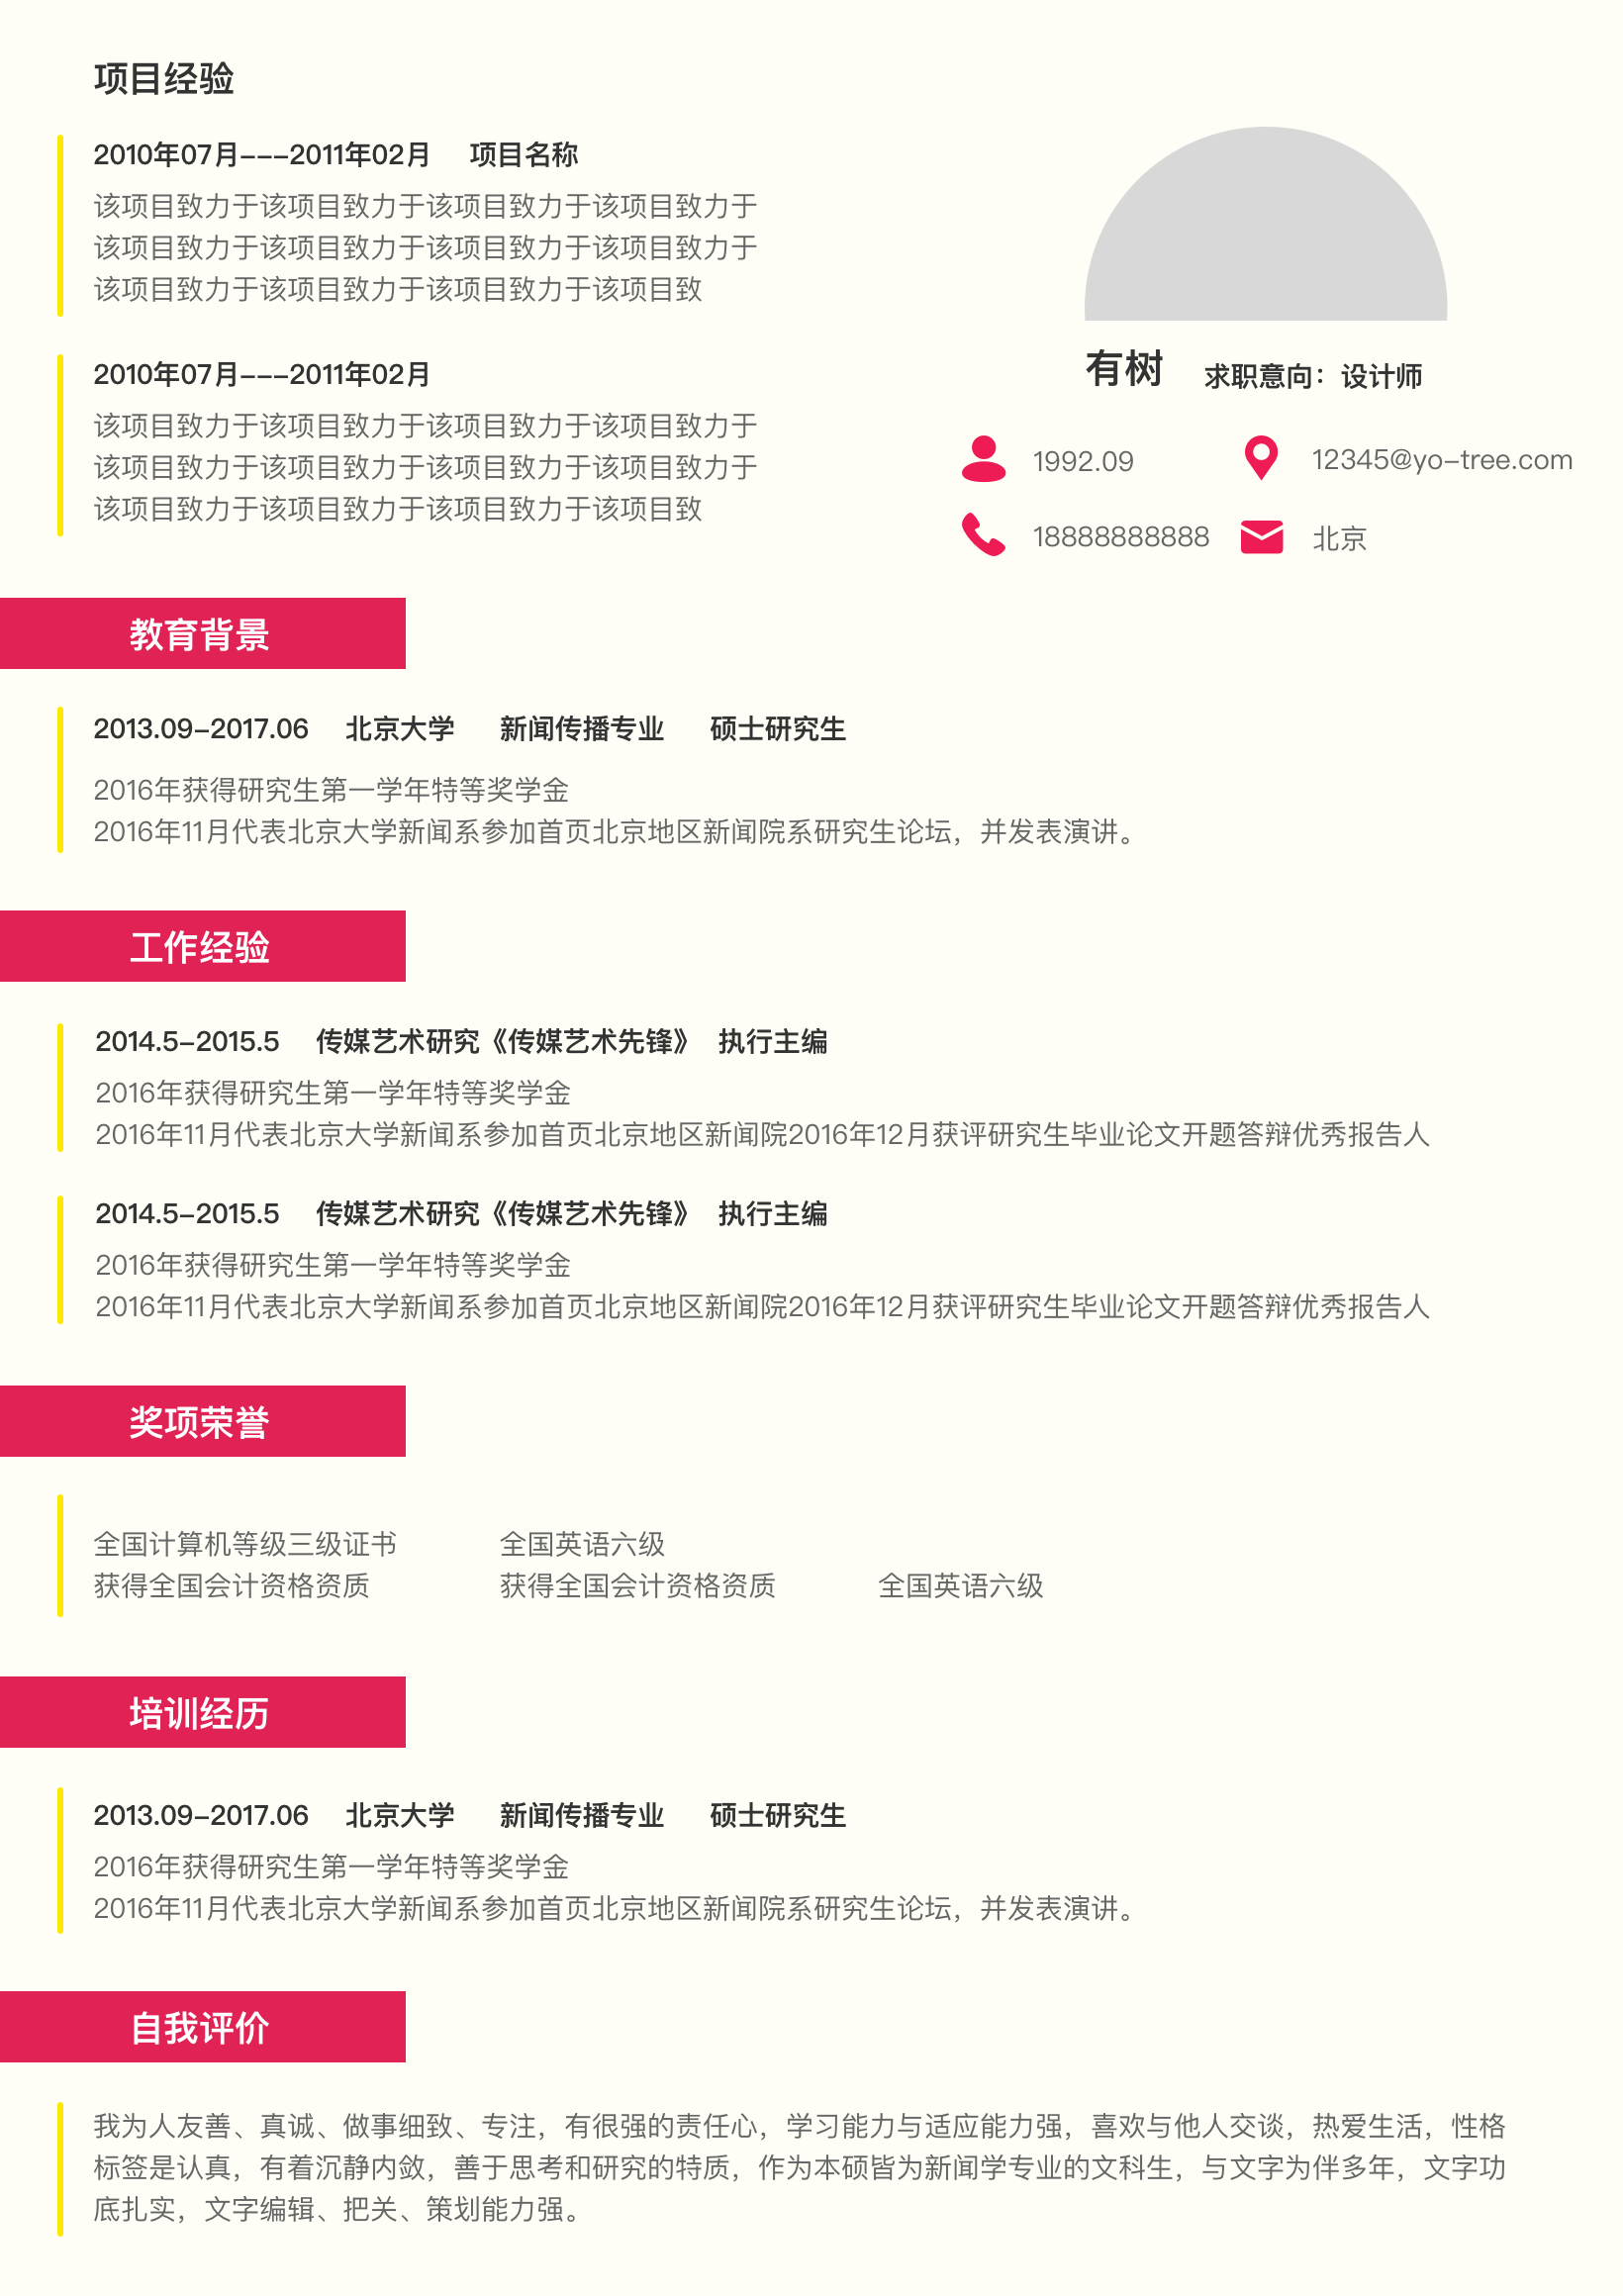 项目经验
2010年07月---2011年02月 项目名称
该项目致力于该项目致力于该项目致力于该项目致力于
该项目致力于该项目致力于该项目致力于该项目致力于
该项目致力于该项目致力于该项目致力于该项目致
2010年07月---2011年02月
该项目致力于该项目致力于该项目致力于该项目致力于
该项目致力于该项目致力于该项目致力于该项目致力于
该项目致力于该项目致力于该项目致力于该项目致
有树 求职意向：设计师
1992.09 12345@yo-tree.com
18888888888 北京
教育背景
2013.09-2017.06 北京大学 新闻传播专业 硕士研究生
2016年获得研究生第一学年特等奖学金
2016年11月代表北京大学新闻系参加首页北京地区新闻院系研究生论坛，并发表演讲。
工作经验
2014.5-2015.5 传媒艺术研究《传媒艺术先锋》 执行主编
2016年获得研究生第一学年特等奖学金
2016年11月代表北京大学新闻系参加首页北京地区新闻院2016年12月获评研究生毕业论文开题答辩优秀报告人
2014.5-2015.5 传媒艺术研究《传媒艺术先锋》 执行主编
2016年获得研究生第一学年特等奖学金
2016年11月代表北京大学新闻系参加首页北京地区新闻院2016年12月获评研究生毕业论文开题答辩优秀报告人
奖项荣誉
全国计算机等级三级证书 全国英语六级
获得全国会计资格资质 获得全国会计资格资质 全国英语六级
培训经历
2013.09-2017.06 北京大学 新闻传播专业 硕士研究生
2016年获得研究生第一学年特等奖学金
2016年11月代表北京大学新闻系参加首页北京地区新闻院系研究生论坛，并发表演讲。
自我评价
我为人友善、真诚、做事细致、专注，有很强的责任心，学习能力与适应能力强，喜欢与他人交谈，热爱生活，性格
标签是认真，有着沉静内敛，善于思考和研究的特质，作为本硕皆为新闻学专业的文科生，与文字为伴多年，文字功
底扎实，文字编辑、把关、策划能力强。